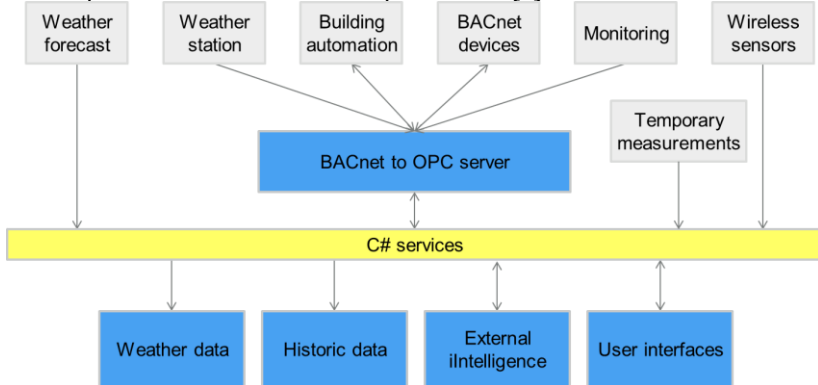 Weather
forecast
Weather
station
Building
automation
BACnet
devices
Monitoring
Wireless
sensors
Temporary
measurements
BACnet to OPC server
C# services
Weather data
Historic data
External
iIntelligence
User interfaces